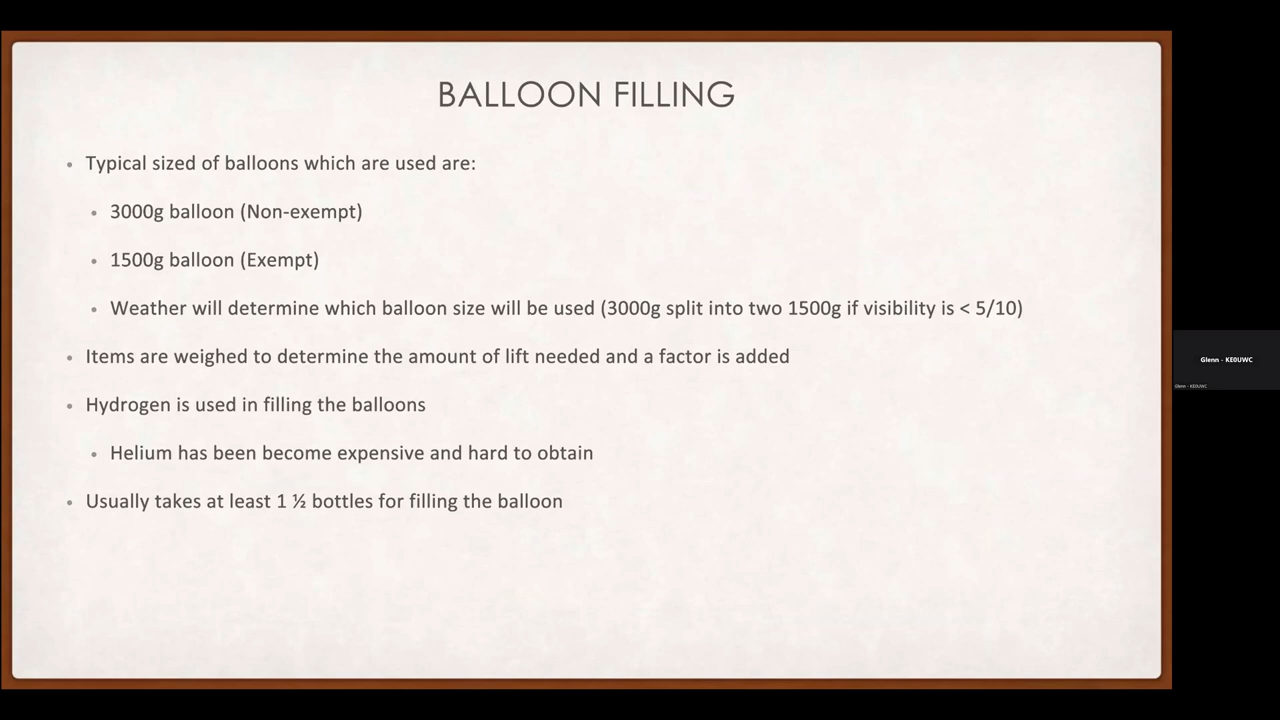 BALLOON FILLING
• Typical sized of balloons which are used are:
• 3000g balloon (Non-exempt)
• 1500g balloon (Exempt)
• Weather will determine which balloon size will be used (3000g split into two 1500g if visibility is < 5/10)
• Items are weighed to determine the amount of lift needed and a factor is added
• Hydrogen is used in filling the balloons
• Helium has been become expensive and hard to obtain
• Usually takes at least 1 ½ bottles for filling the balloon
Glenn - KE0UWC
Glenn - KE0UWC